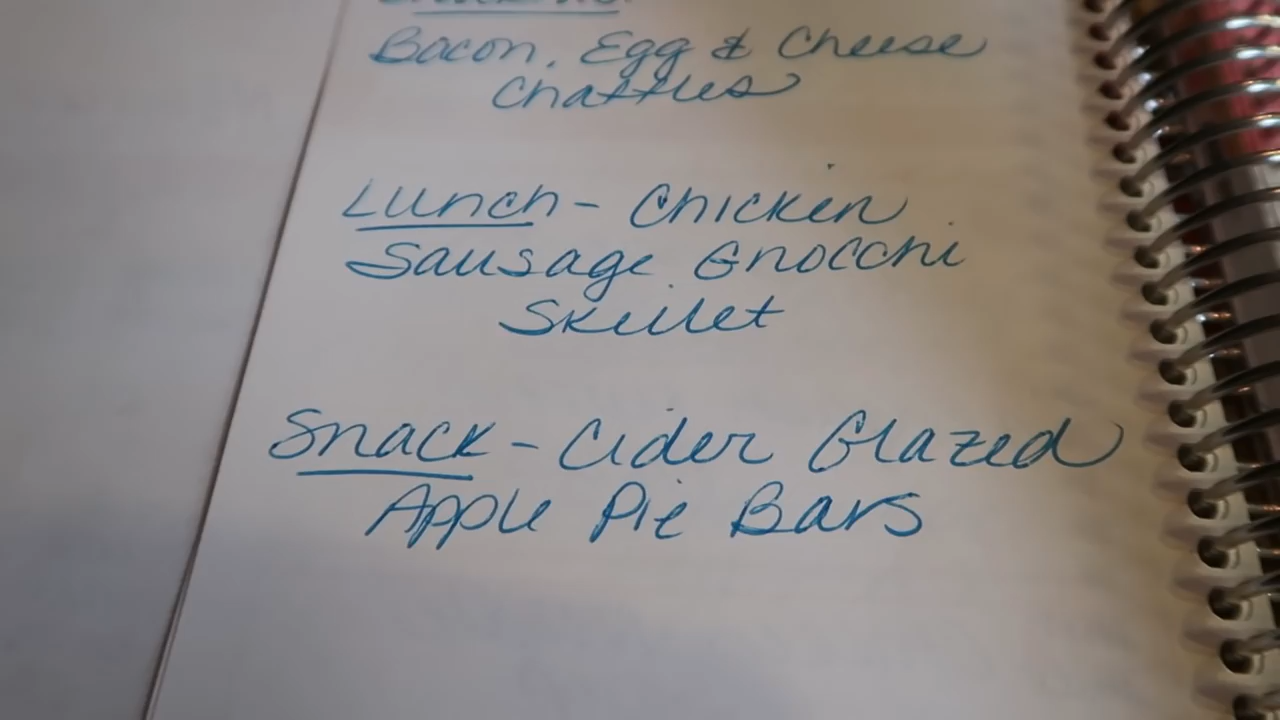 Bacon, Egg & Cheese
Chaffles
Lunch - Chicken
Sausage Gnocchi
Skillet
Snack - Cider Glazed
Apple Pie Bars